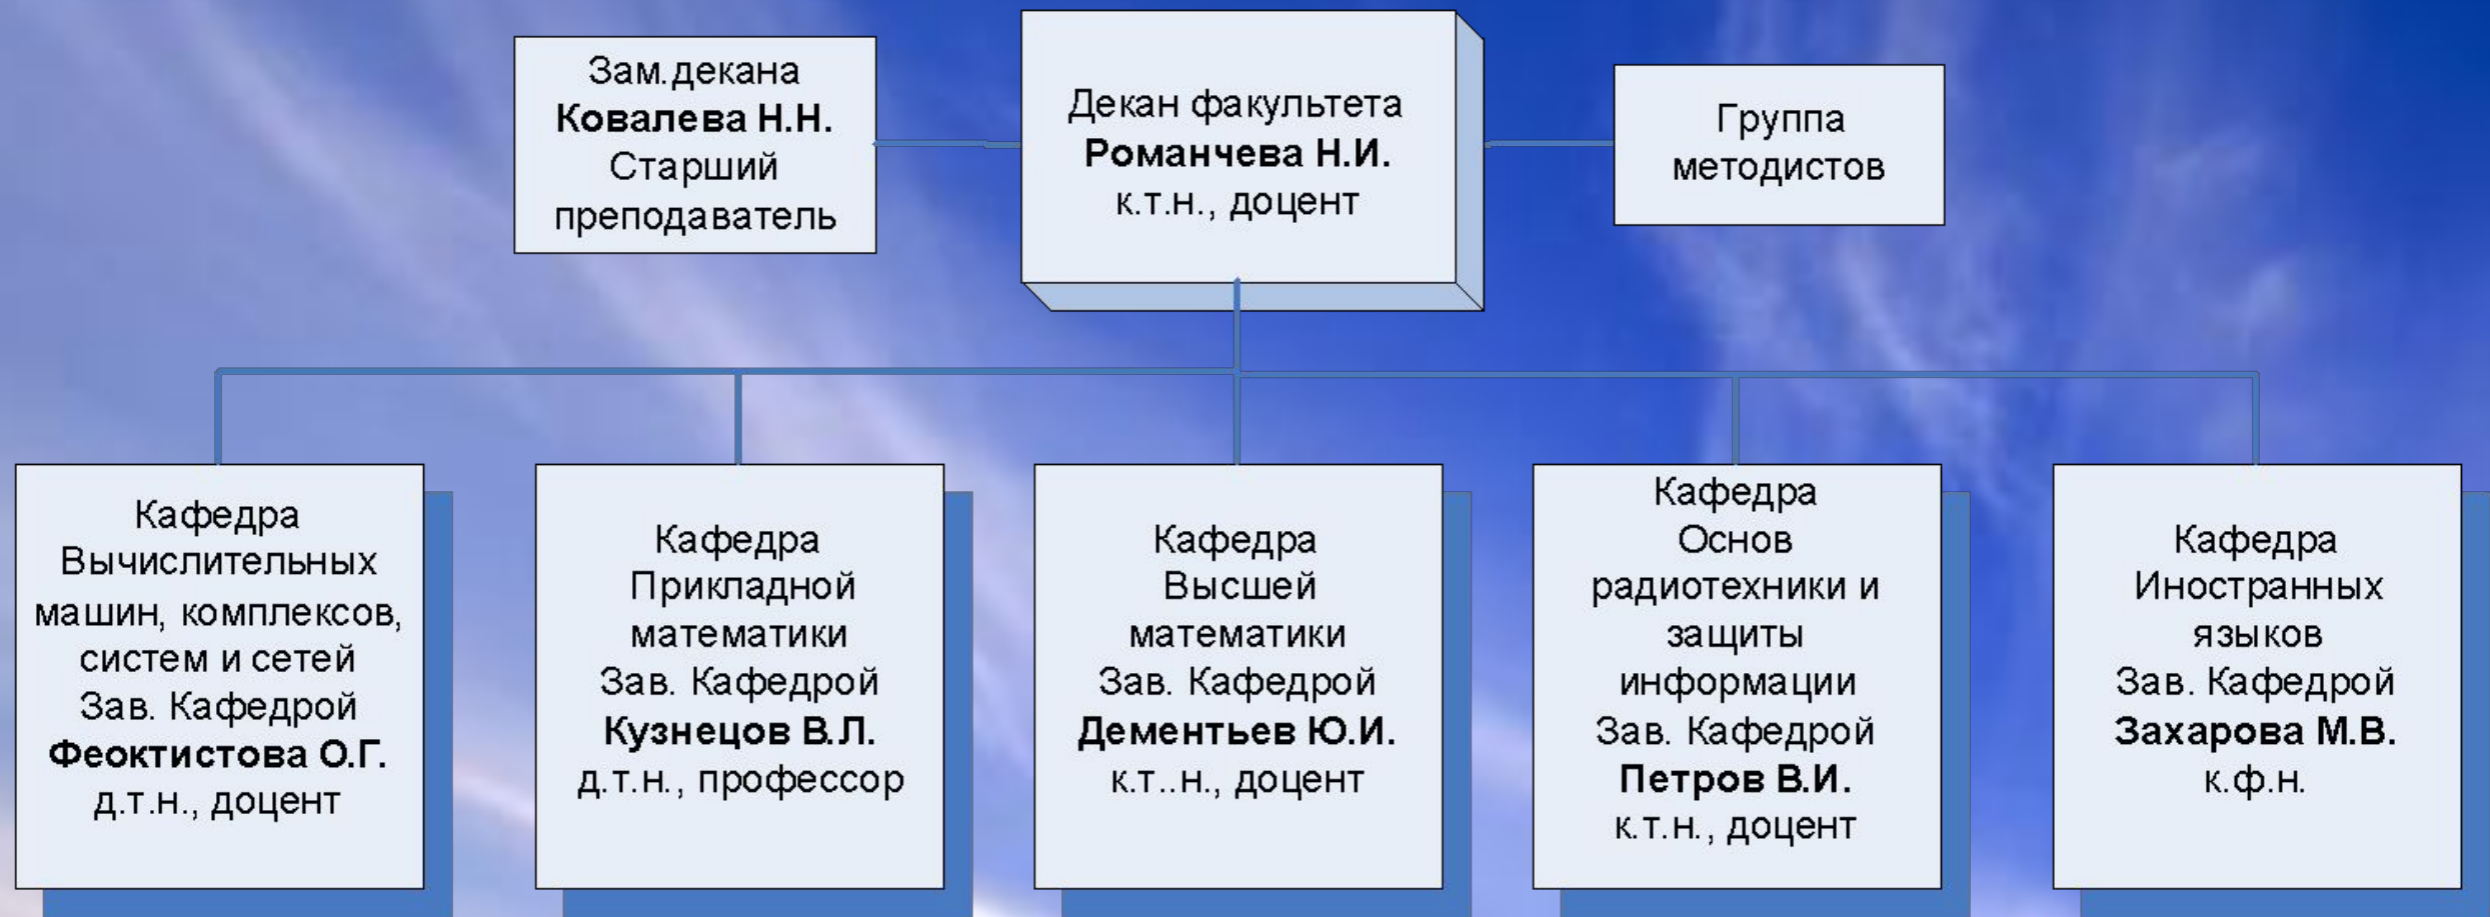 Зам.декана
Ковалева Н.Н.
Старший
преподаватель
Декан факультета
Романчева Н.И.
к.т.н., доцент
Группа
методистов
Кафедра
Вычислительных
машин, комплексов,
систем и сетей
Зав. Кафедрой
Феоктистова О.Г.
д.т.н., доцент
Кафедра
Прикладной
математики
Зав. Кафедрой
Кузнецов В.Л.
д.т.н., профессор
Кафедра
Высшей
математики
Зав. Кафедрой
Дементьев Ю.И.
к.т..н., доцент
Кафедра
Основ
радиотехники и
защиты
информации
Зав. Кафедрой
Петров В.И.
к.т.н., доцент
Кафедра
Иностранных
языков
Зав. Кафедрой
Захарова М.В.
к.ф.н.